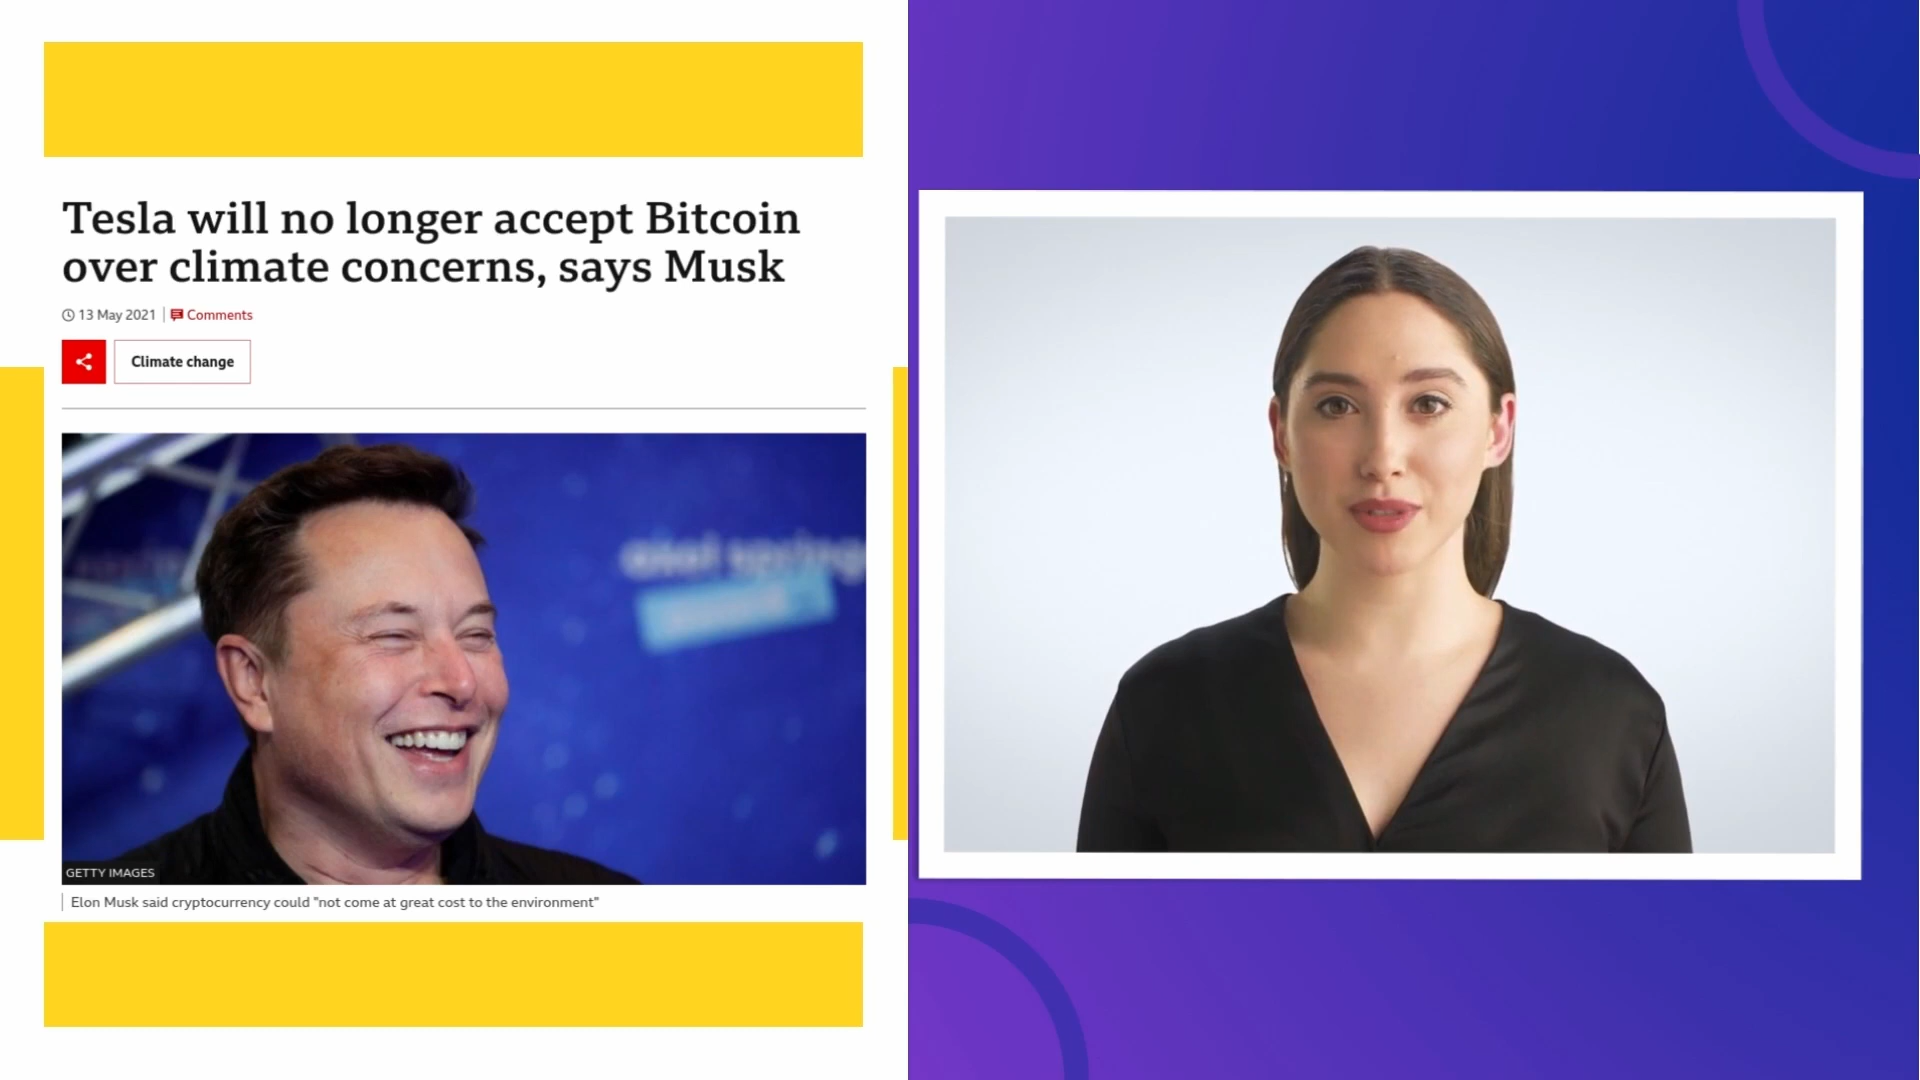 Tesla will no longer accept Bitcoin
over climate concerns, says Musk
13 May 2021 | Comments
Climate change
GETTY IMAGES
Elon Musk said cryptocurrency could "not come at great cost to the environment"